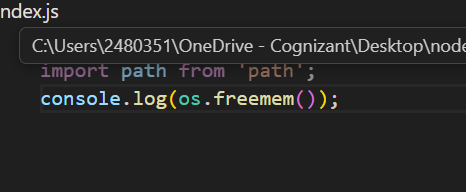 ndex.js
C:\Users\2480351\OneDrive - Cognizant\Desktop\node
import path from 'path';
console.log(os.freemem());